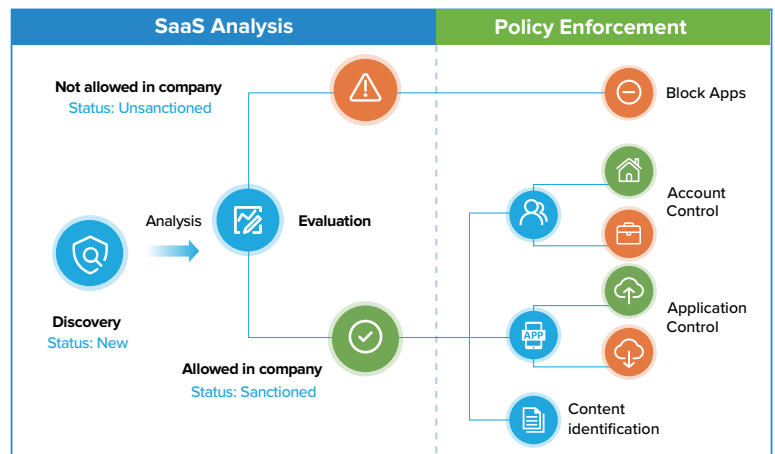 SaaS Analysis
Policy Enforcement
Not allowed in company
Status: Unsanctioned
Block Apps
Analysis
Evaluation
Account
Control
Discovery
Status: New
APP
Application
Control
Allowed in company
Status: Sanctioned
Content
identification